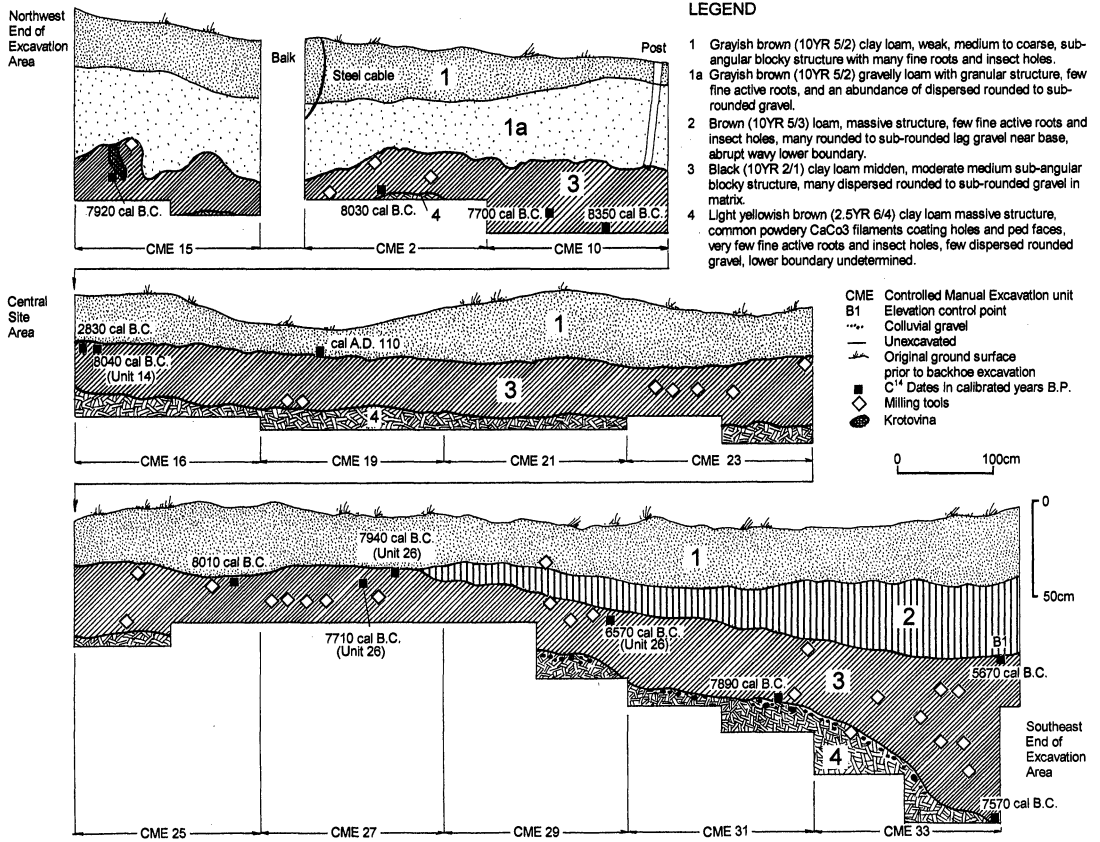 Northwest
End of
Excavation
Area
Balk
Steel cable
1
Post
1a
3
7920 cal B.C.
8030 cal B.C.
4
7700 cal B.C.
8350 cal B.C.
CME 15
CME 2
CME 10
LEGEND
1 Grayish brown (10YR 5/2) clay loam, weak, medium to coarse, sub-
angular blocky structure with many fine roots and insect holes.
1a Grayish brown (10YR 5/2) gravelly loam with granular structure, few
fine active roots, and an abundance of dispersed rounded to sub-
rounded gravel.
2 Brown (10YR 5/3) loam, massive structure, few fine active roots and
insect holes, many rounded to sub-rounded lag gravel near base,
abrupt wavy lower boundary.
3 Black (10YR 2/1) clay loam midden, moderate medium sub-angular
blocky structure, many dispersed rounded to sub-rounded gravel in
matrix.
4 Light yellowish brown (2.5YR 6/4) clay loam massive structure,
common powdery CaCo3 filaments coating holes and ped faces,
very few fine active roots and insect holes, few dispersed rounded
gravel, lower boundary undetermined.
CME Controlled Manual Excavation unit
B1 Elevation control point
Colluvial gravel
Unexcavated
Original ground surface
prior to backhoe excavation
C14 Dates in calibrated years B.P.
Milling tools
Krotovina
0 100cm
Central
Site
Area
2830 cal B.C.
8040 cal B.C.
(Unit 14)
cal A.D. 110
1
3
4
CME 16
CME 19
CME 21
CME 23
0
50cm
8010 cal B.C.
7940 cal B.C.
(Unit 26)
7710 cal B.C.
(Unit 26)
6570 cal B.C.
(Unit 26)
7890 cal B.C.
1
2
3
4
B1
5670 cal B.C.
7570 cal B.C.
Southeast
End of
Excavation
Area
CME 25
CME 27
CME 29
CME 31
CME 33